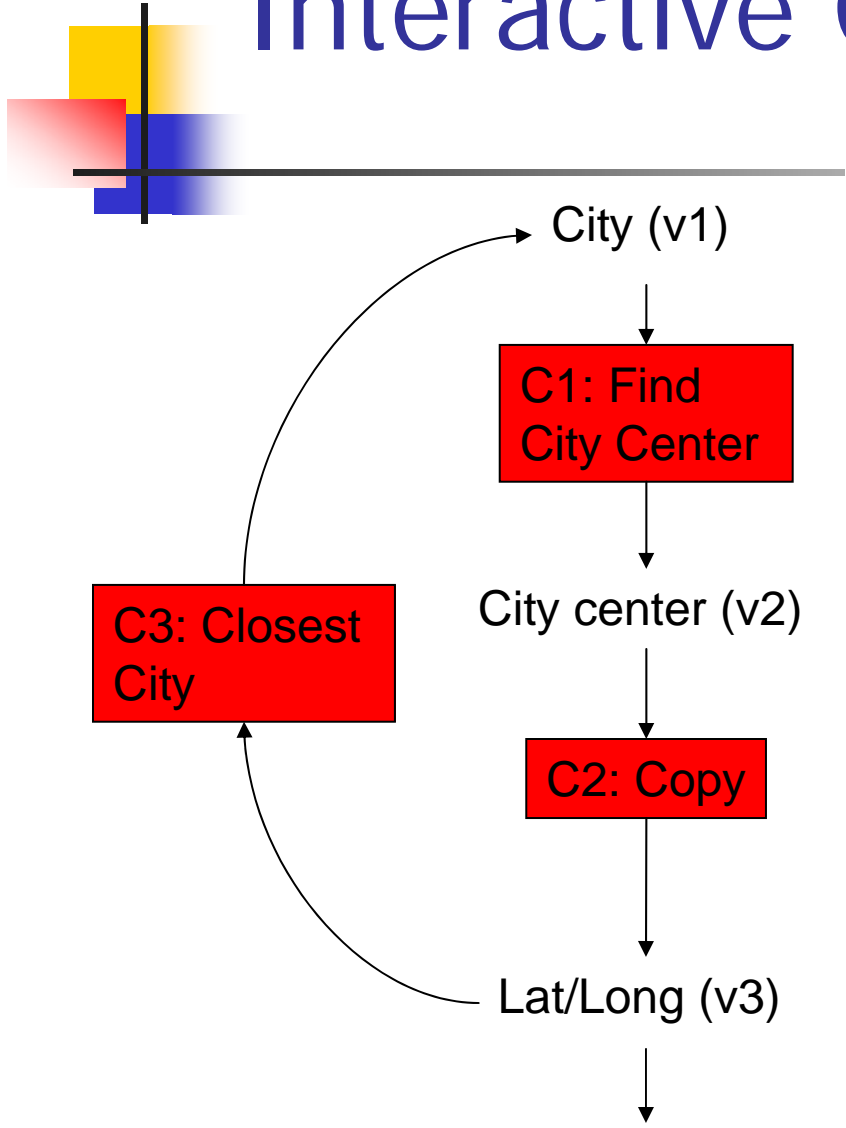 Interactive
City (v1)
C1: Find
City Center
City center (v2)
C3: Closest
City
C2: Copy
Lat/Long (v3)